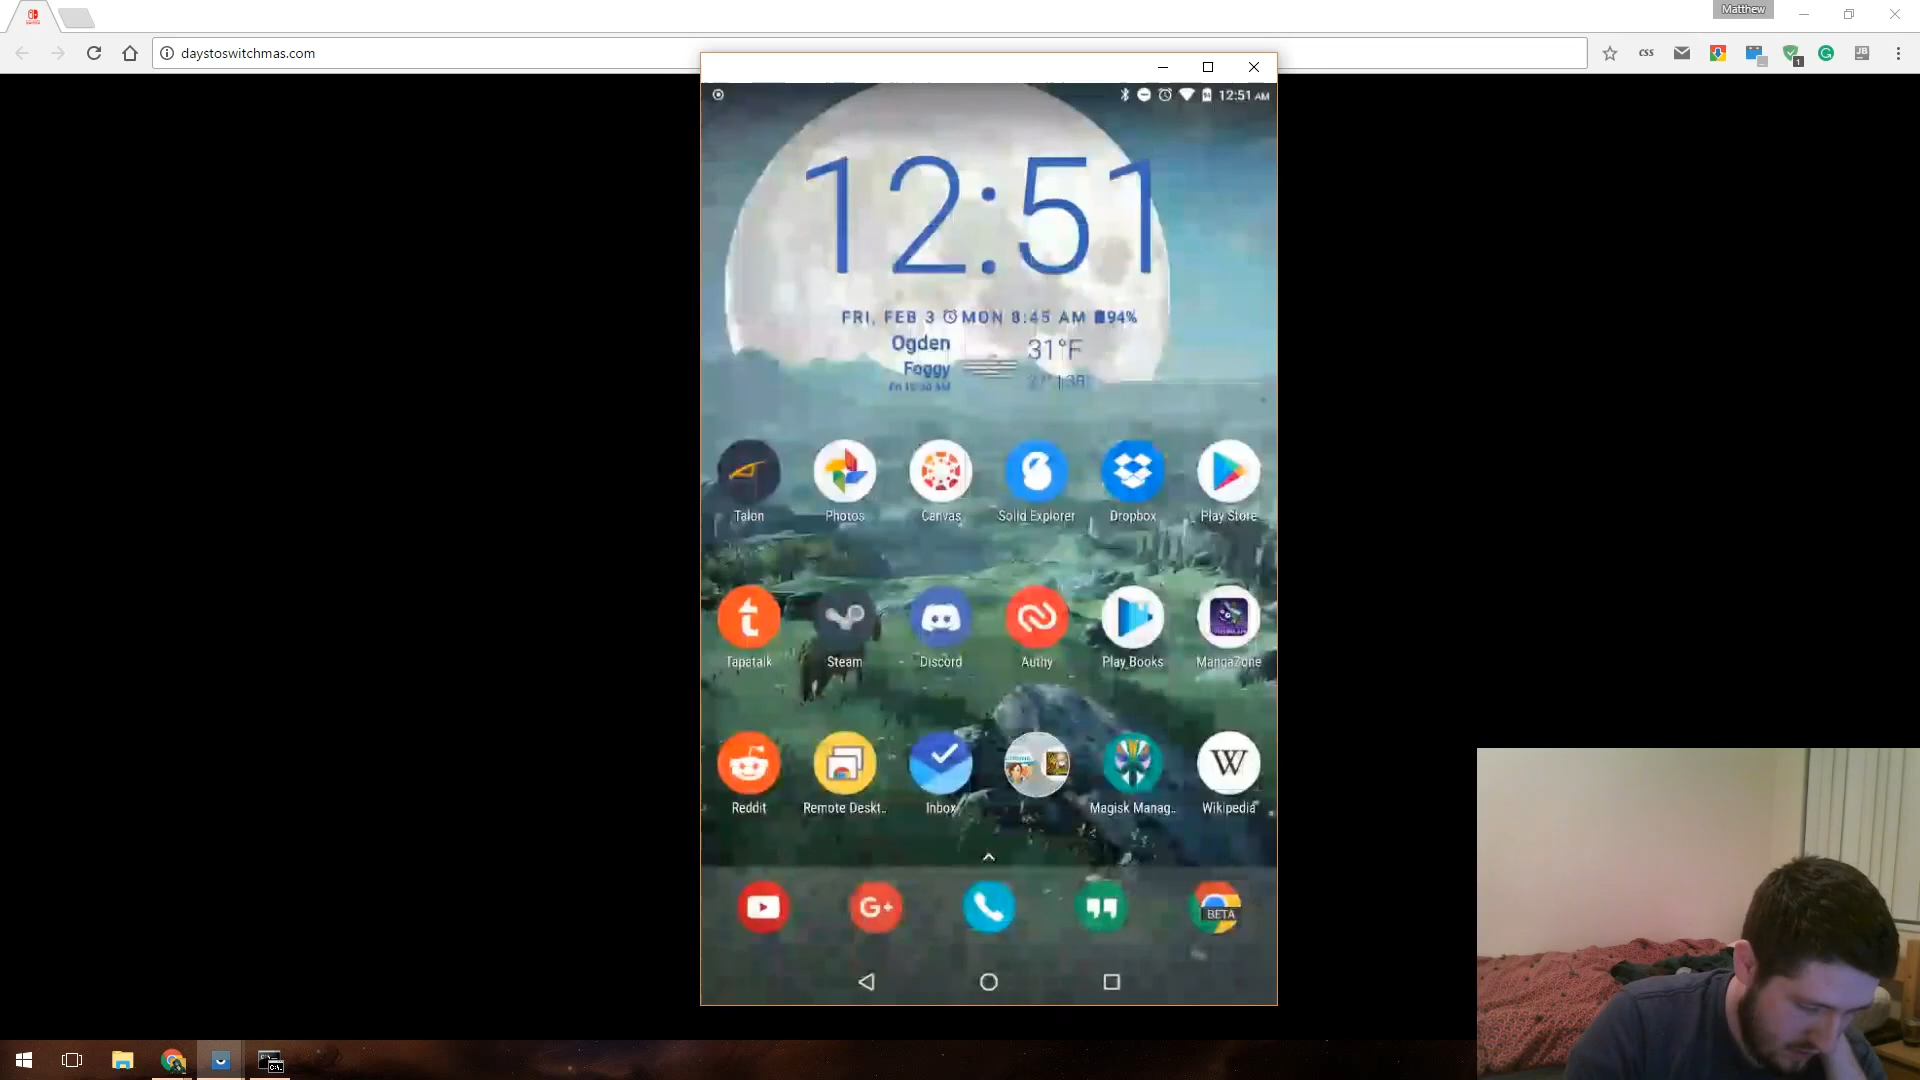 Matthew
daystoswitchmas.com
css
1
JB
12:51 AM
12:51
FRI, FEB 3 MON 8:45 AM 94%
Ogden
31°F
Foggy
Talon
Photos
Canvas
Solid Explorer
Dropbox
Play Store
Tapatalk
Steam
Discord
Authy
Play Books
MangaZone
Reddit
Remote Deskt..
Inbox
Magisk Manag..
W
Wikipedia
G+
BETA